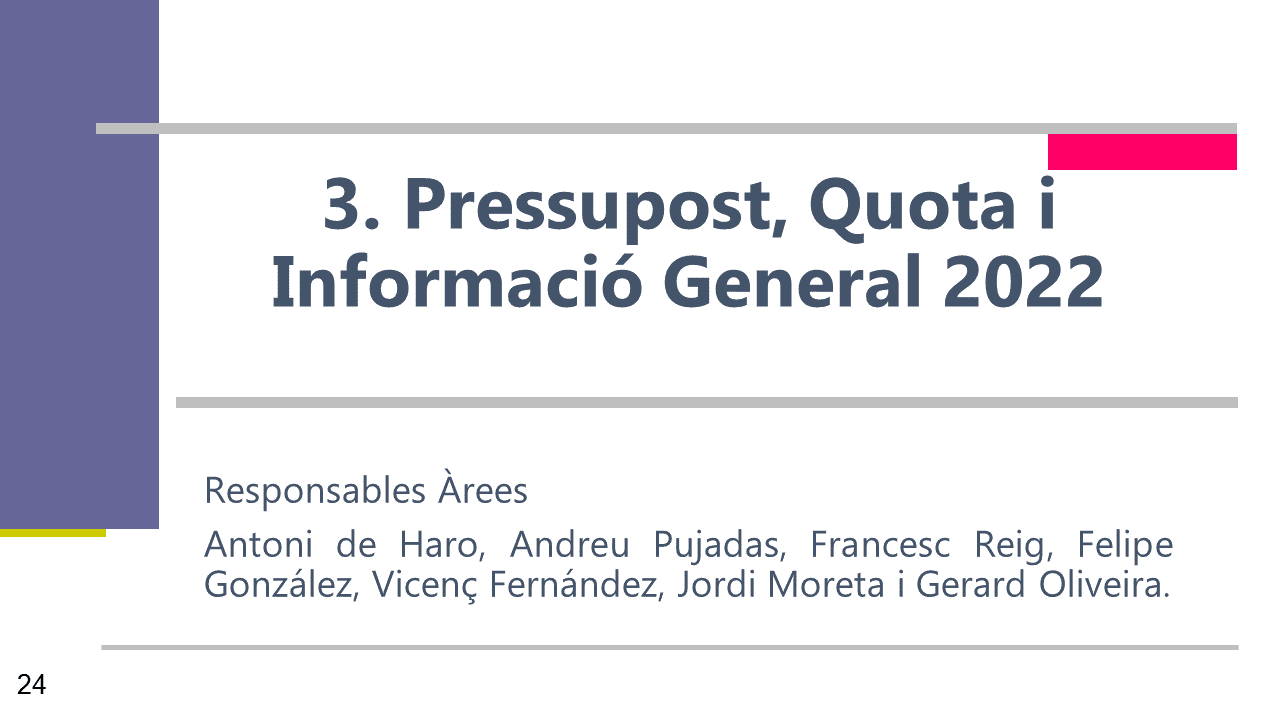 3. Pressupost, Quota i
Informació General 2022
Responsables Àrees
Antoni de Haro, Andreu Pujadas, Francesc Reig, Felipe
González, Vicenç Fernández, Jordi Moreta i Gerard Oliveira.
24